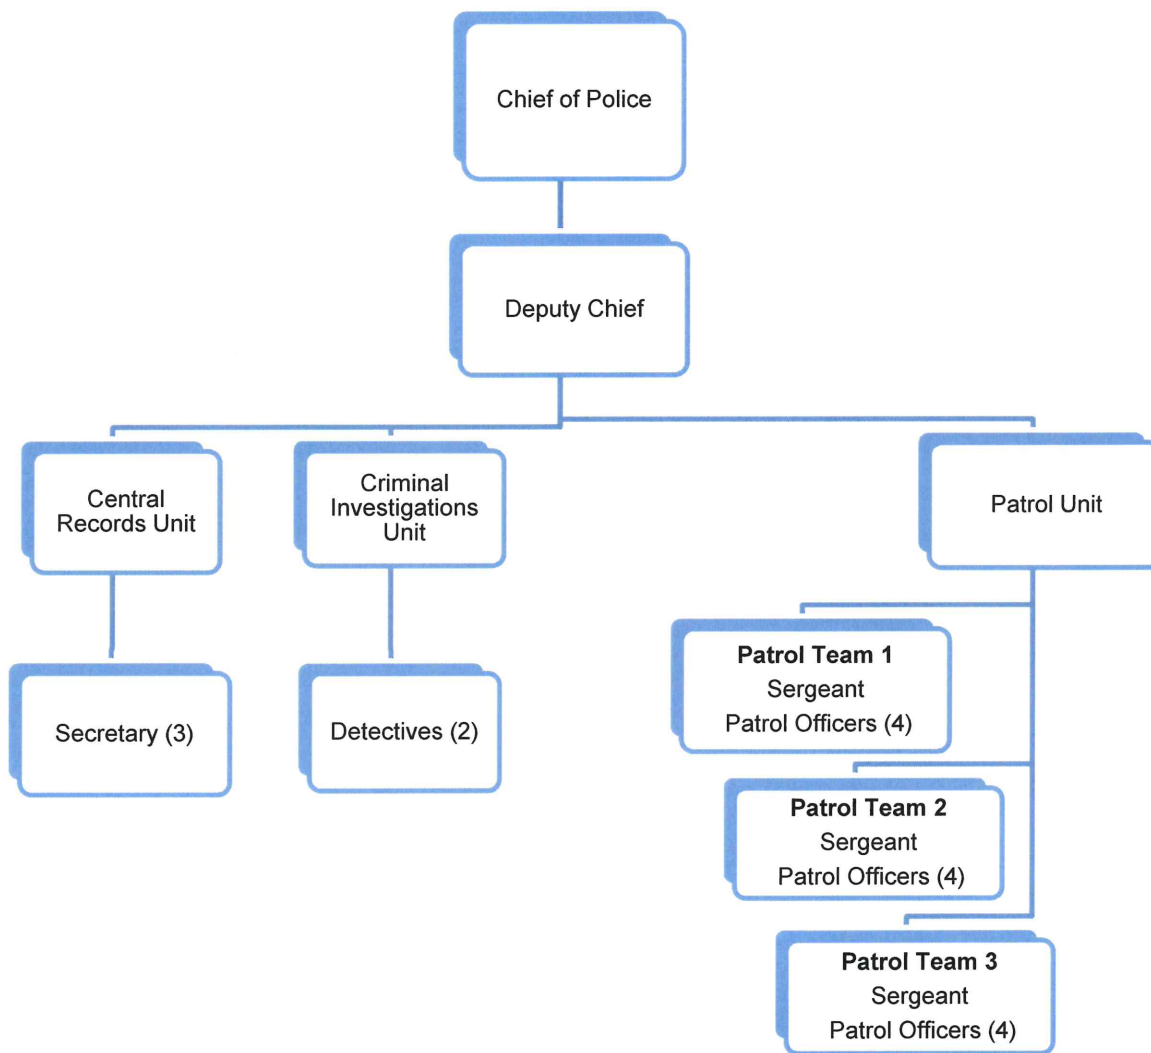 Chief of Police
Deputy Chief
Central
Records Unit
Criminal
Investigations
Unit
Patrol Unit
Secretary (3)
Detectives (2)
Patrol Team 1
Sergeant
Patrol Officers (4)
Patrol Team 2
Sergeant
Patrol Officers (4)
Patrol Team 3
Sergeant
Patrol Officers (4)